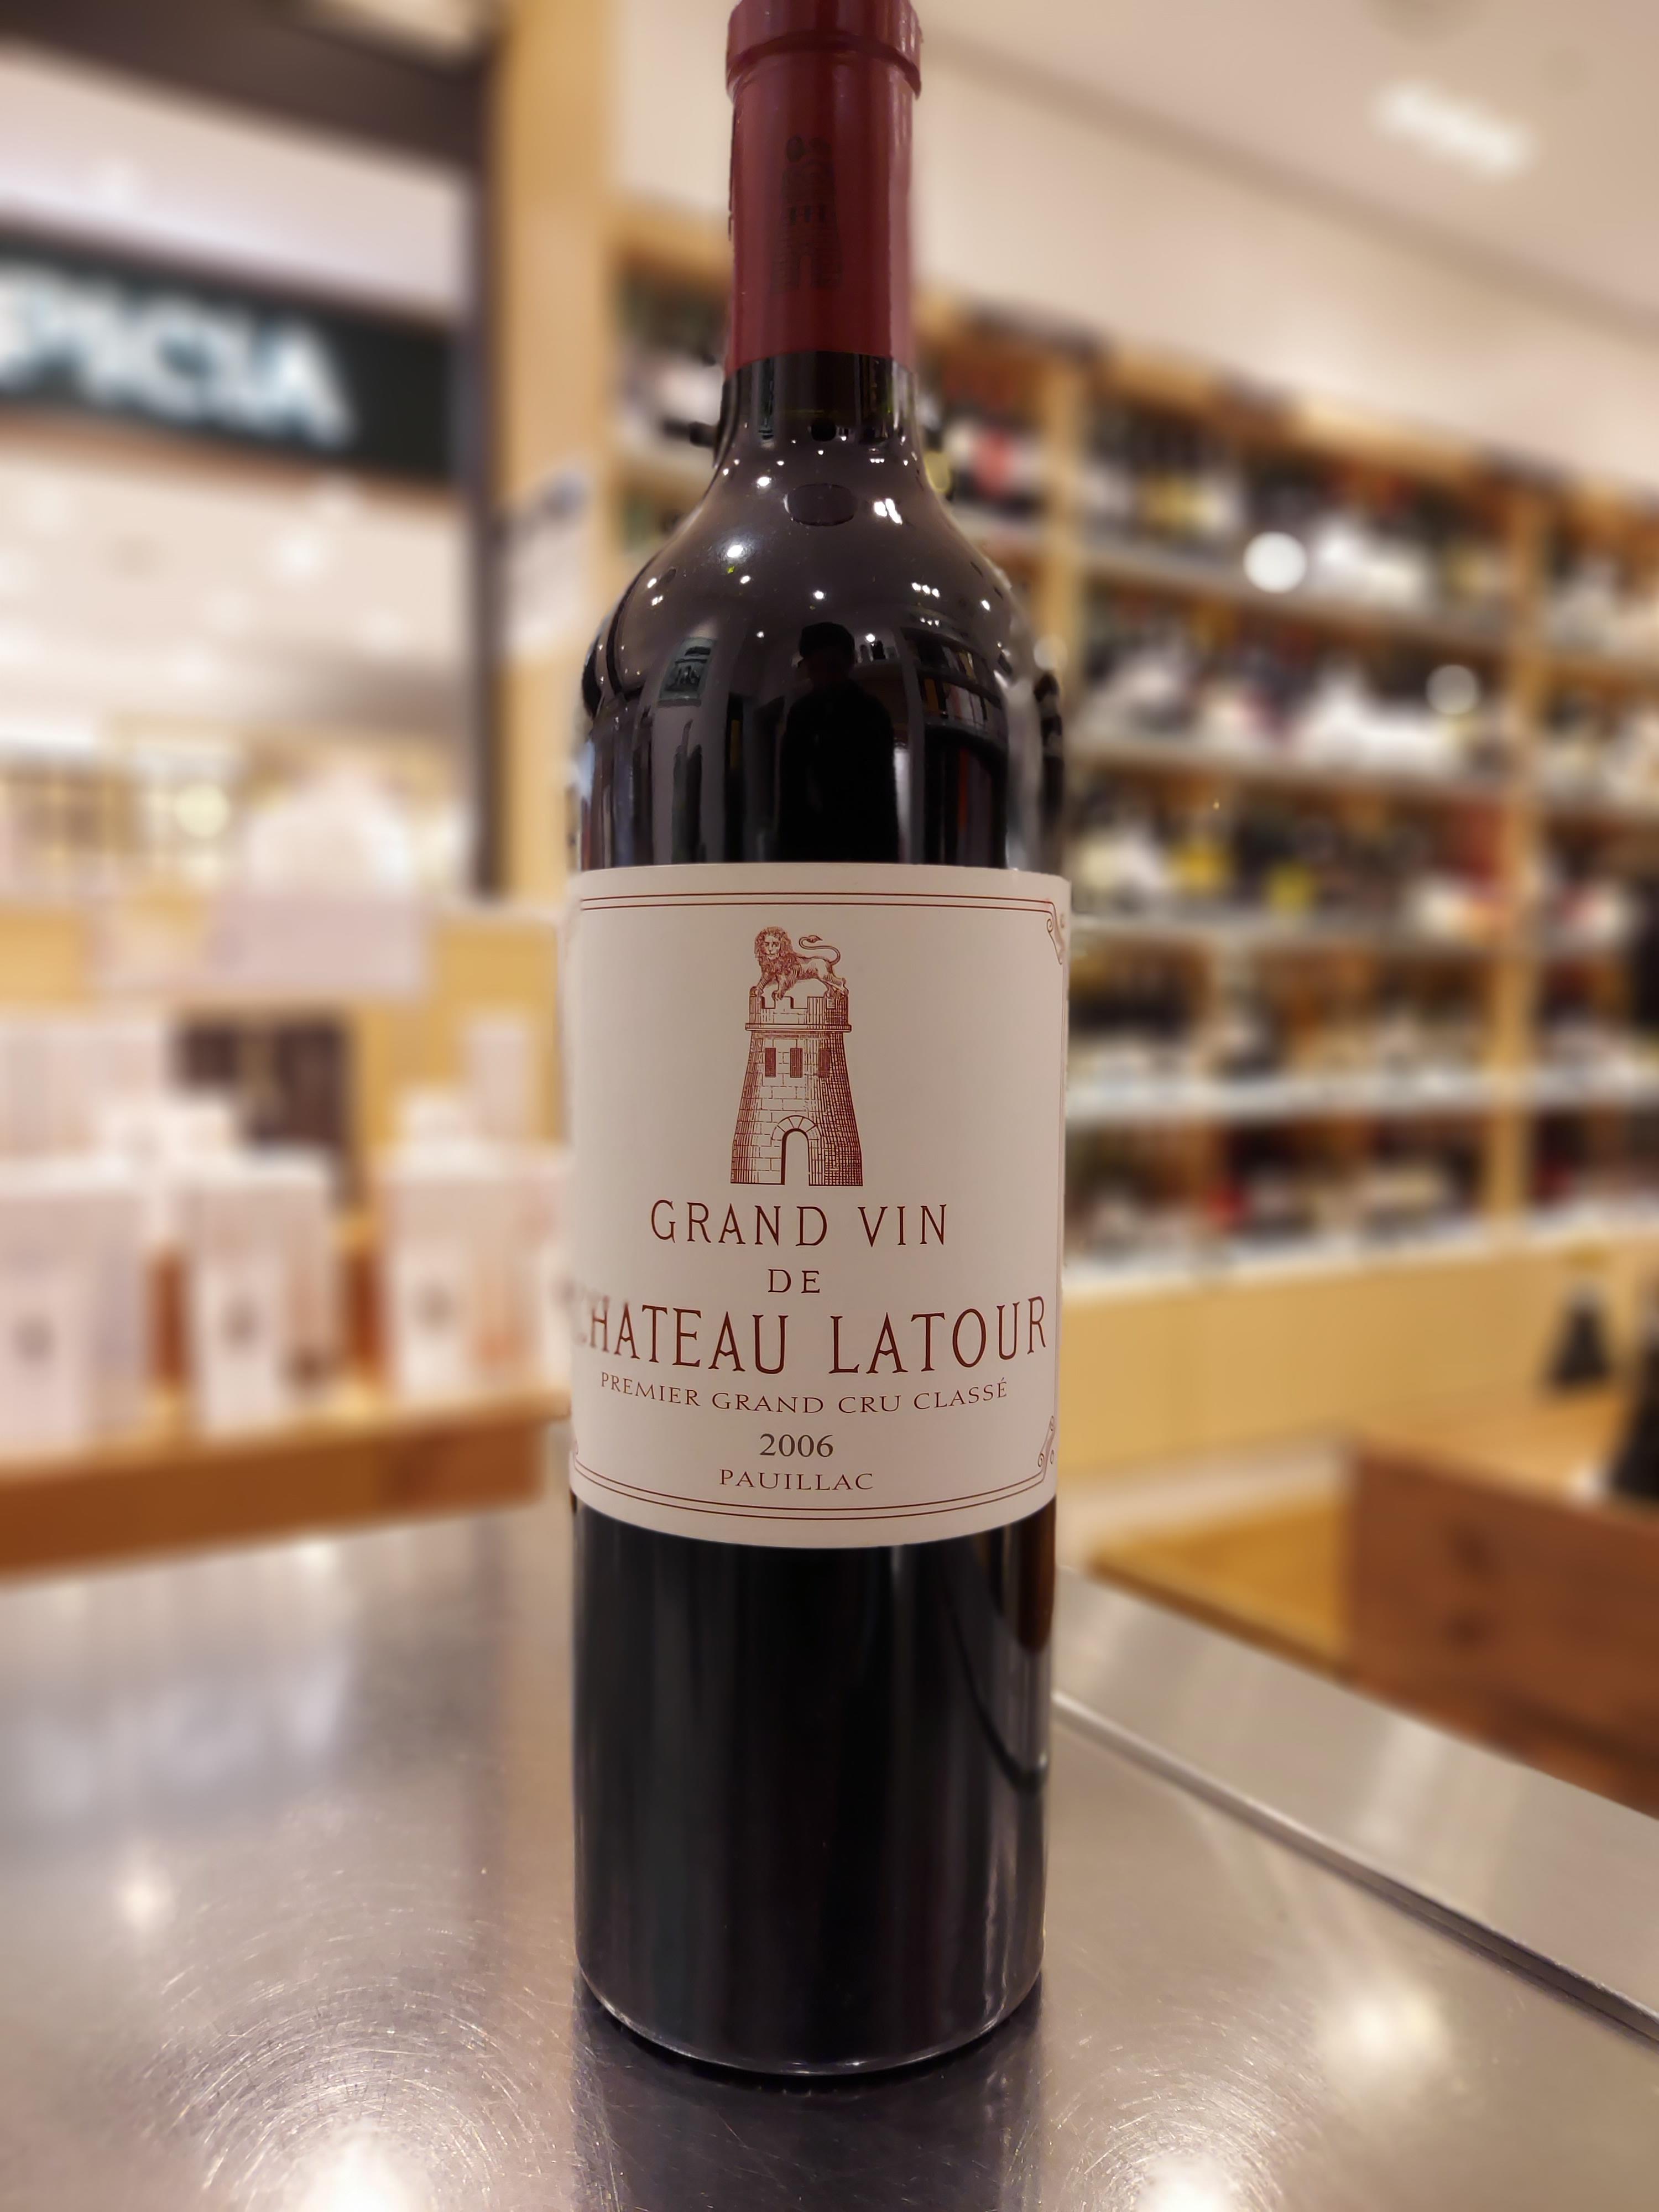 GRAND VIN
DE
CHATEAU LATOUR
PREMIER GRAND CRU CLASSÉ
2006
PAUILLAC